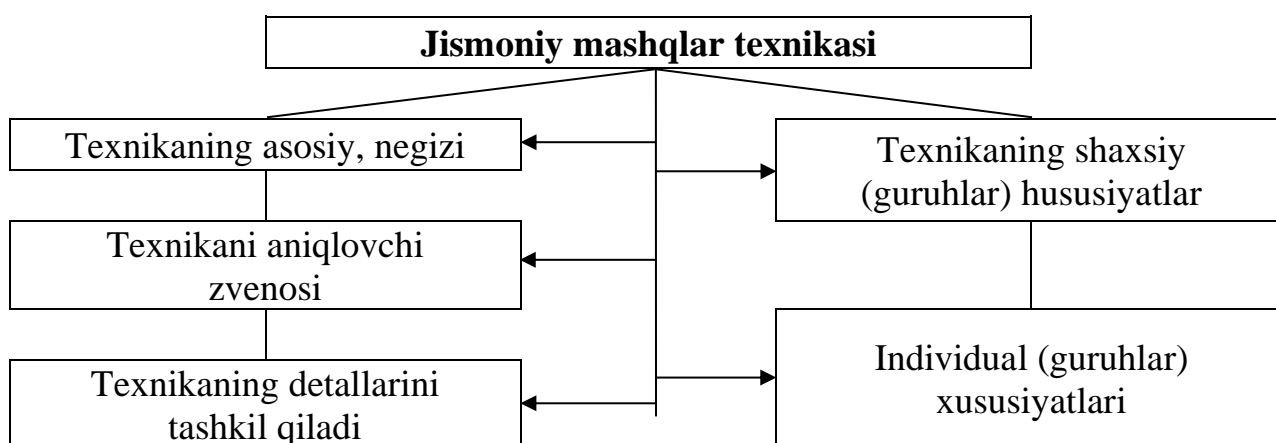 Jismoniy mashqlar texnikasi
Texnikaning asosiy, negizi
Texnikani aniqlovchi
zvenosi
Texnikaning detallarini
tashkil qiladi
Texnikaning shaxsiy
(guruhlar) hususiyatlar
Individual (guruhlar)
xususiyatlari